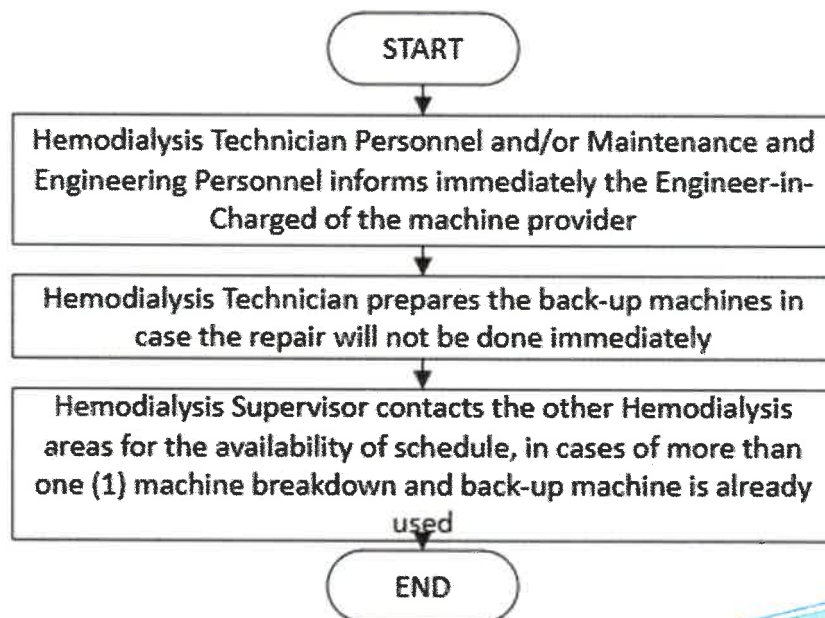 START
Hemodialysis Technician Personnel and/or Maintenance and
Engineering Personnel informs immediately the Engineer-in-
Charged of the machine provider
Hemodialysis Technician prepares the back-up machines in
case the repair will not be done immediately
Hemodialysis Supervisor contacts the other Hemodialysis
areas for the availability of schedule, in cases of more than
one (1) machine breakdown and back-up machine is already
used
END